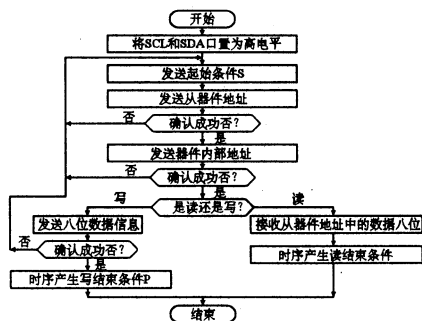 开始
将SCL和SDA口置为高电平
发送起始条件S
发送从器件地址
否
确认成功否?
是
发送器件内部地址
否
确认成功否?
是
写
是读还是写?
读
发送八位数据信息
接收从器件地址中的数据八位
否
确认成功否?
时序产生读结束条件
是
时序产生写结束条件P
结束